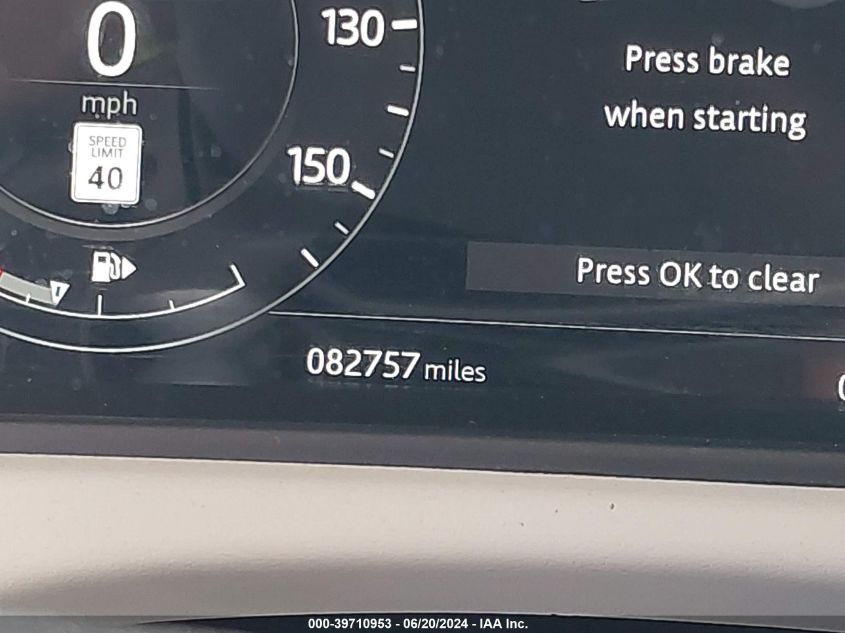 0
mph
SPEED
LIMIT
40
130
150
Press brake
when starting
Press OK to clear
082757 miles
000-39710953 - 06/20/2024 - IAA Inc.